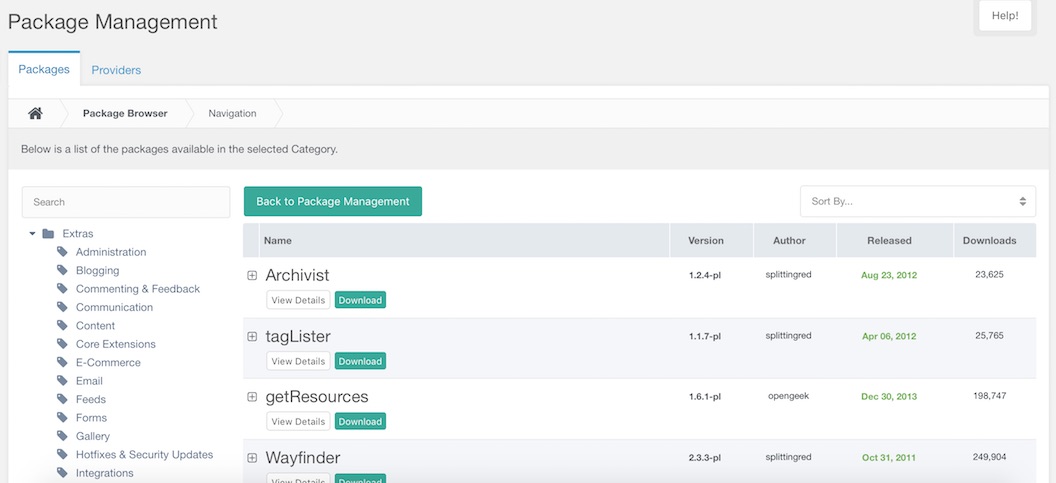 Package Management
Help!
Packages
Providers
Package Browser
Navigation
Below is a list of the packages available in the selected Category.
Search
Back to Package Management
Sort By...
Extras
Administration
Blogging
Commenting & Feedback
Communication
Content
Core Extensions
E-Commerce
Email
Feeds
Forms
Gallery
Hotfixes & Security Updates
Integrations
Name Version Author Released Downloads
Archivist 1.2.4-pl splittingred Aug 23, 2012 23,625
View Details Download
tagLister 1.1.7-pl splittingred Apr 06, 2012 25,765
View Details Download
getResources 1.6.1-pl opengeek Dec 30, 2013 198,747
View Details Download
Wayfinder 2.3.3-pl splittingred Oct 31, 2011 249,904
View Details Download